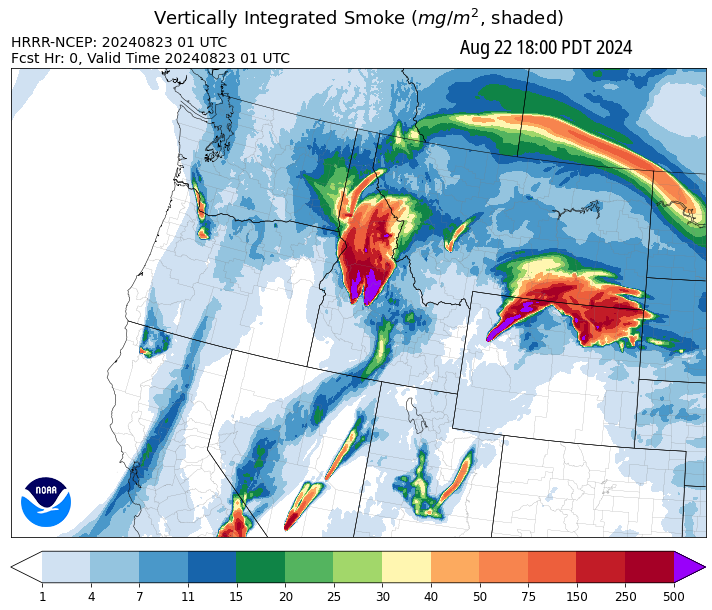 Vertically Integrated Smoke (mg/m², shaded)
HRRR-NCEP: 20240823 01 UTC
Fcst Hr: 0, Valid Time 20240823 01 UTC
Aug 22 18:00 PDT 2024
NOAA
1 4 7 11 15 20 25 30 40 50 75 150 250 500